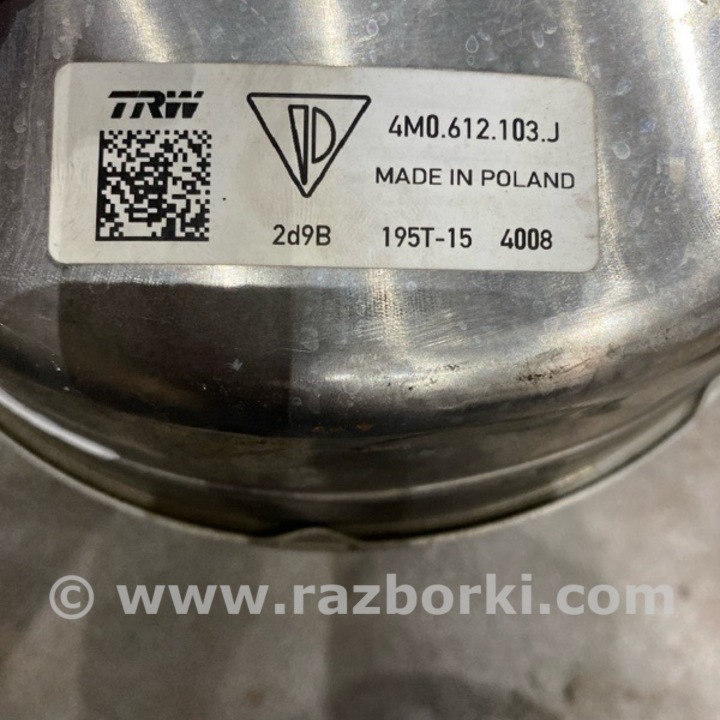 TRW
4M0.612.103.J
MADE IN POLAND
2d9B 195T-15 4008
© www.razborki.com